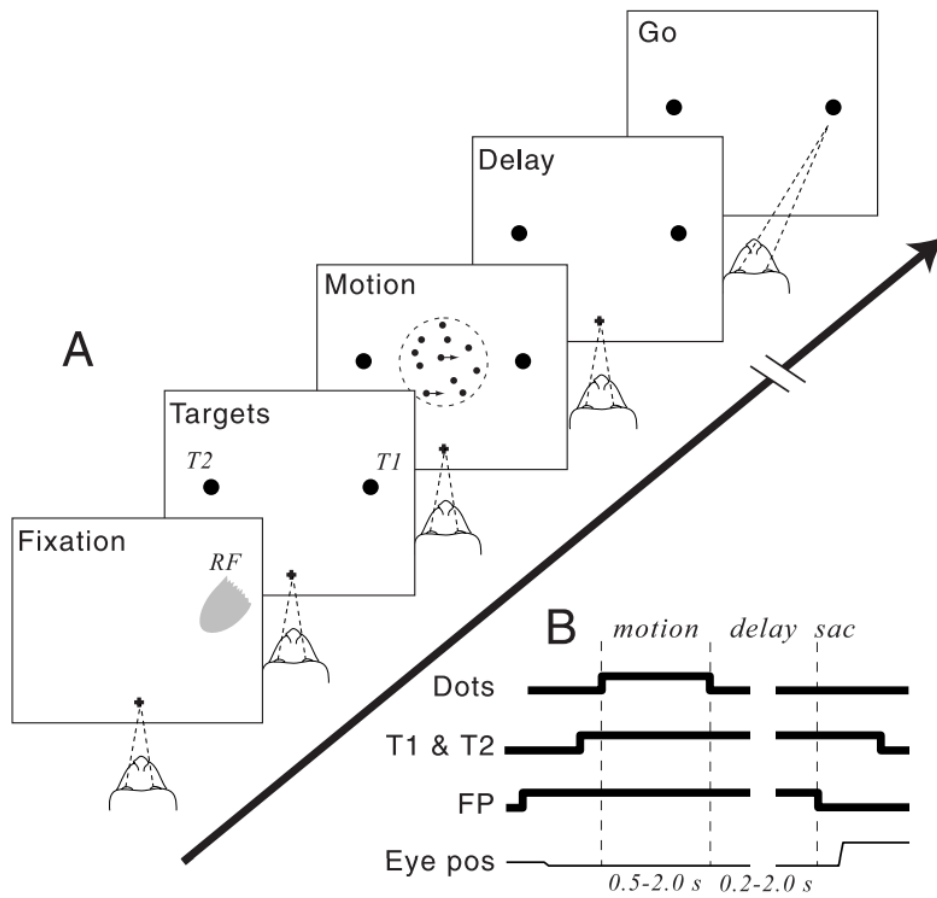 A
Fixation
RF
Targets
T2
T1
Motion
Delay
Go
B
motion delay sac
Dots
T1 & T2
FP
Eye pos
0.5-2.0 s 0.2-2.0 s